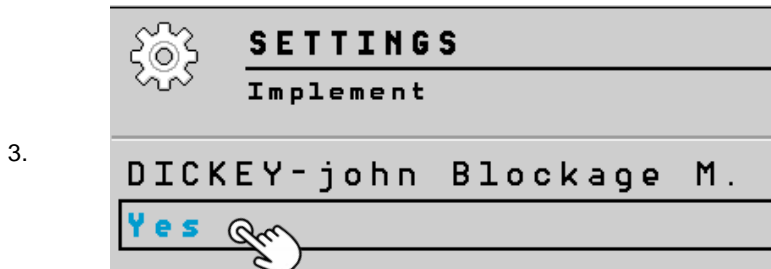 SETTINGS
Implement
3.
DICKEY-john Blockage M.
Yes